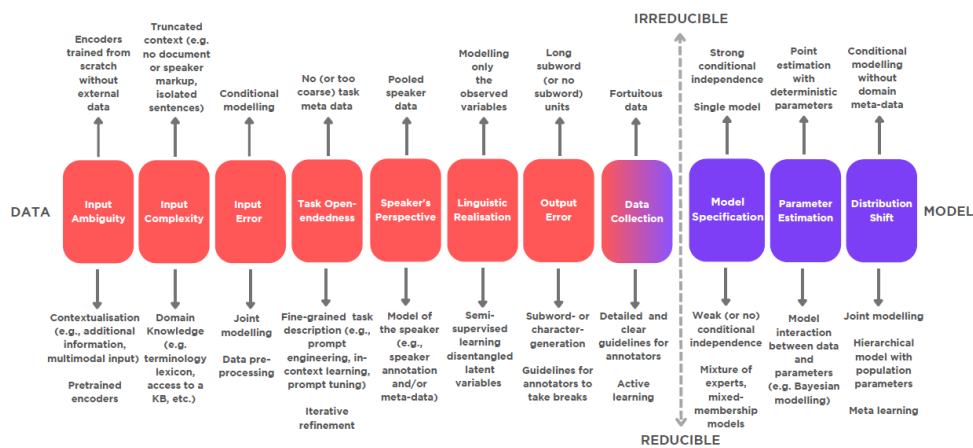 IRREDUCIBLE
Encoders
trained from
scratch
without
external
data
Truncated
context (e.g.
no document
or speaker
markup,
isolated
sentences)
Conditional
modelling
No (or too
coarse) task
meta data
Pooled
speaker
data
Modelling
only
the
observed
variables
Long
subword
(or no
subword)
units
Fortuitous
data
Strong
conditional
independence
Single model
Point
estimation
with
deterministic
parameters
Conditional
modelling
without
domain
meta-data
DATA
Input
Ambiguity
Input
Complexity
Input
Error
Task Open-
endedness
Speaker's
Perspective
Linguistic
Realisation
Output
Error
Data
Collection
Model
Specification
Parameter
Estimation
Distribution
Shift
MODEL
Contextualisation
(e.g., additional
information,
multimodal input)
Pretrained
encoders
Domain
Knowledge
(e.g.
terminology
lexicon,
access to a
KB, etc.)
Joint
modelling
Data pre-
processing
Fine-grained task
description (e.g.,
prompt
engineering, in-
context learning,
prompt tuning)
Iterative
refinement
Model of
the speaker
(e.g.,
speaker
annotation
and/or
meta-data)
Semi-
supervised
learning
disentangled
latent
variables
Subword- or
character-
generation
Guidelines for
annotators to
take breaks
Detailed and
clear
guidelines for
annotators
Active
learning
Weak (or no)
conditional
independence
Mixture of
experts,
mixed-
membership
models
Model
interaction
between data
and
parameters
(e.g. Bayesian
modelling)
Joint modelling
Hierarchical
model with
population
parameters
Meta learning
REDUCIBLE